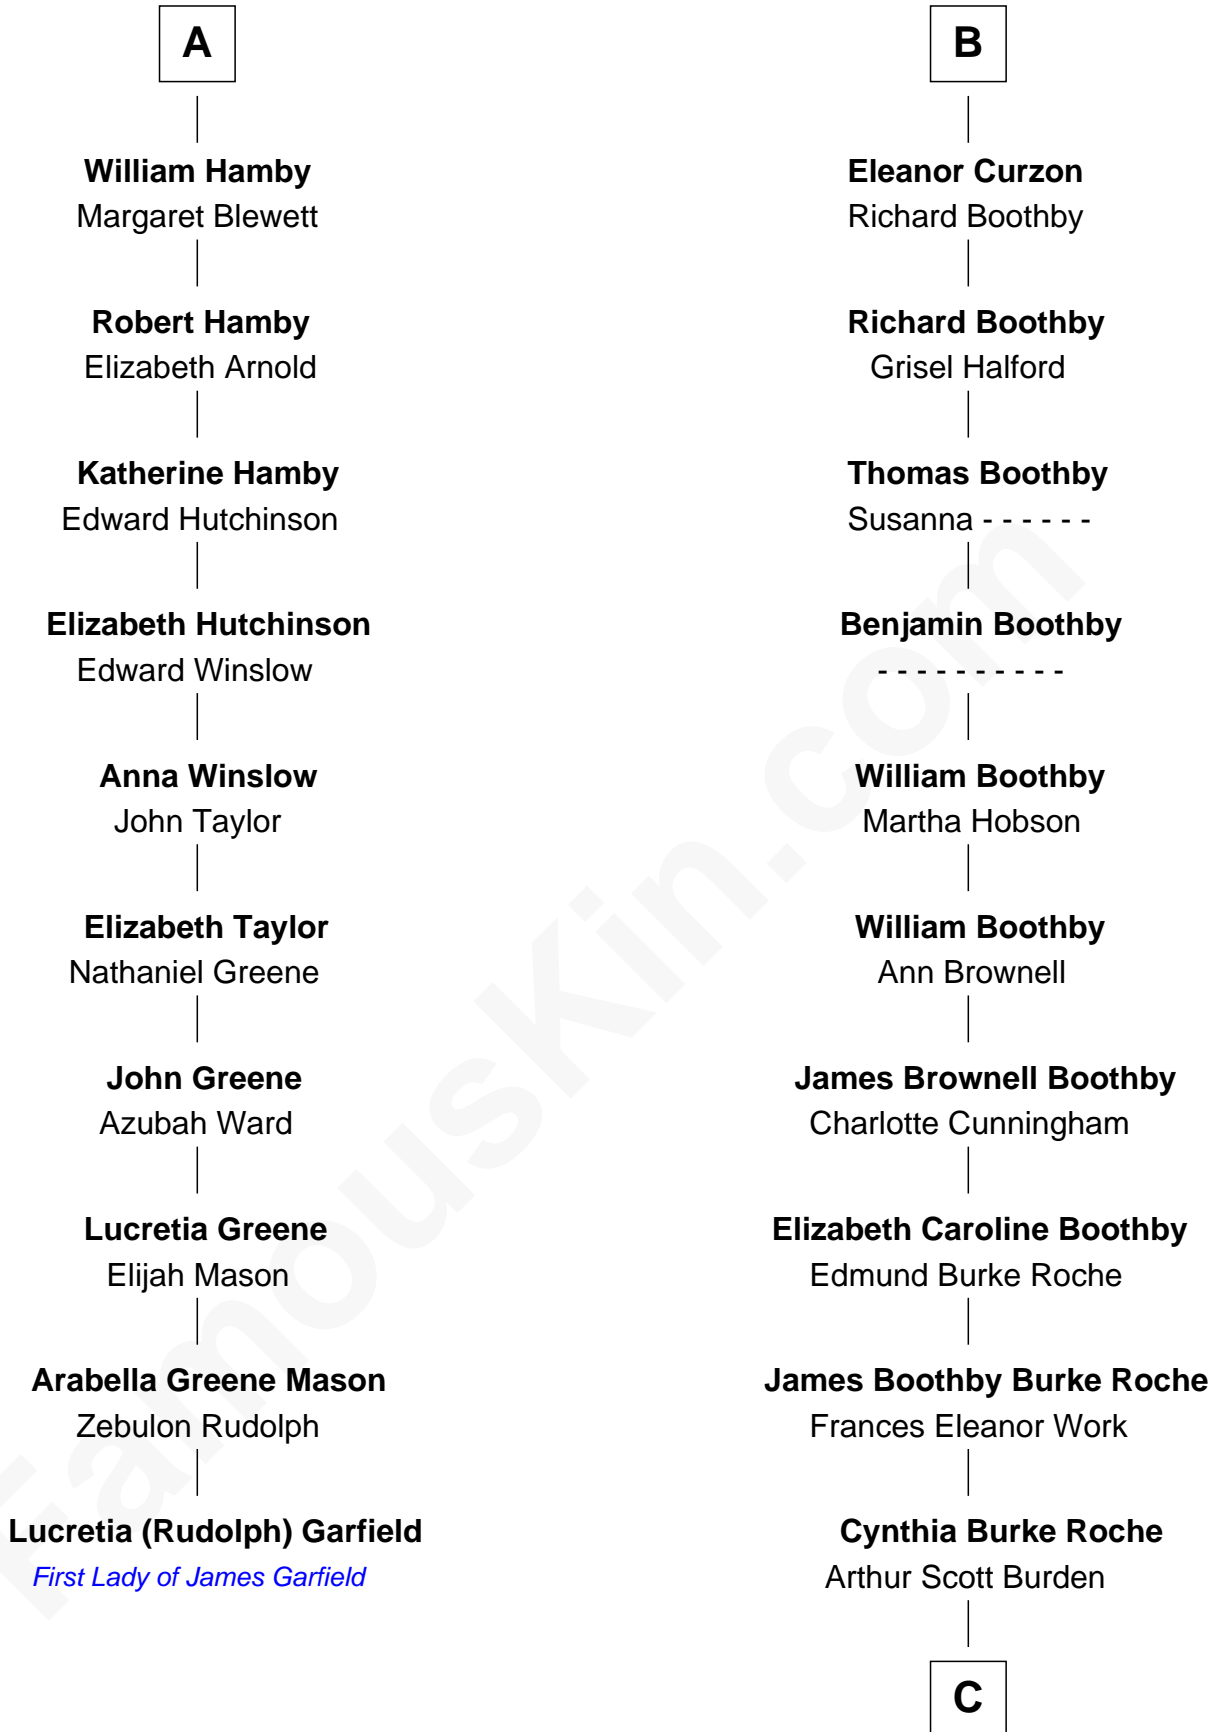 A
William Hamby
Margaret Blewett
Robert Hamby
Elizabeth Arnold
Katherine Hamby
Edward Hutchinson
Elizabeth Hutchinson
Edward Winslow
Anna Winslow
John Taylor
Elizabeth Taylor
Nathaniel Greene
John Greene
Azubah Ward
Lucretia Greene
Elijah Mason
Arabella Greene Mason
Zebulon Rudolph
Lucretia (Rudolph) Garfield
First Lady of James Garfield
B
Eleanor Curzon
Richard Boothby
Richard Boothby
Grisel Halford
Thomas Boothby
Susanna - - - - - -
Benjamin Boothby
- - - - - - - - - -
William Boothby
Martha Hobson
William Boothby
Ann Brownell
James Brownell Boothby
Charlotte Cunningham
Elizabeth Caroline Boothby
Edmund Burke Roche
James Boothby Burke Roche
Frances Eleanor Work
Cynthia Burke Roche
Arthur Scott Burden
C
FamousKin.com